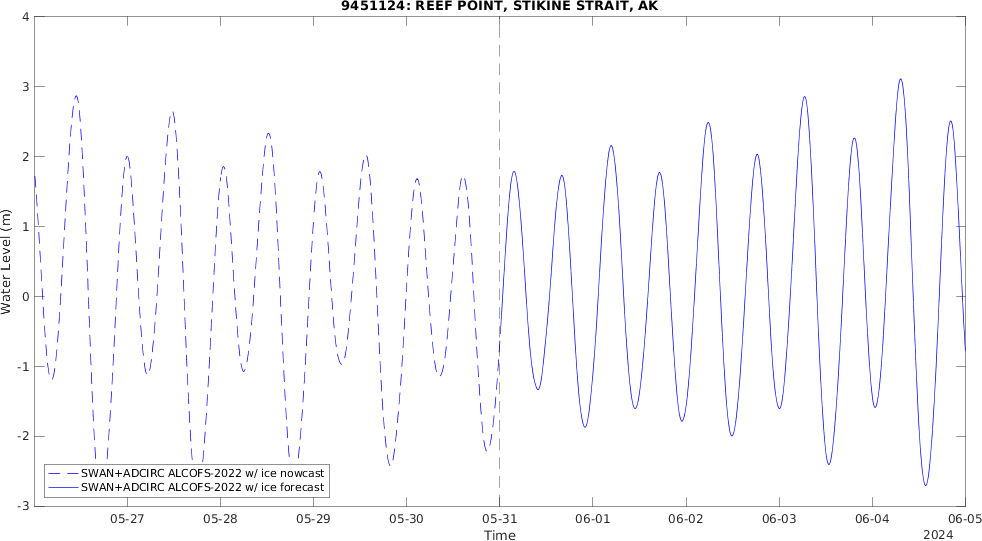 9451124: REEF POINT, STIKINE STRAIT, AK
4
3
2
1
0
-1
-2
-3
Water Level (m)
SWAN+ADCIRC ALCOFS-2022 w/ ice nowcast
SWAN+ADCIRC ALCOFS-2022 w/ ice forecast
05-27 05-28 05-29 05-30 05-31 06-01 06-02 06-03 06-04 06-05
Time
2024